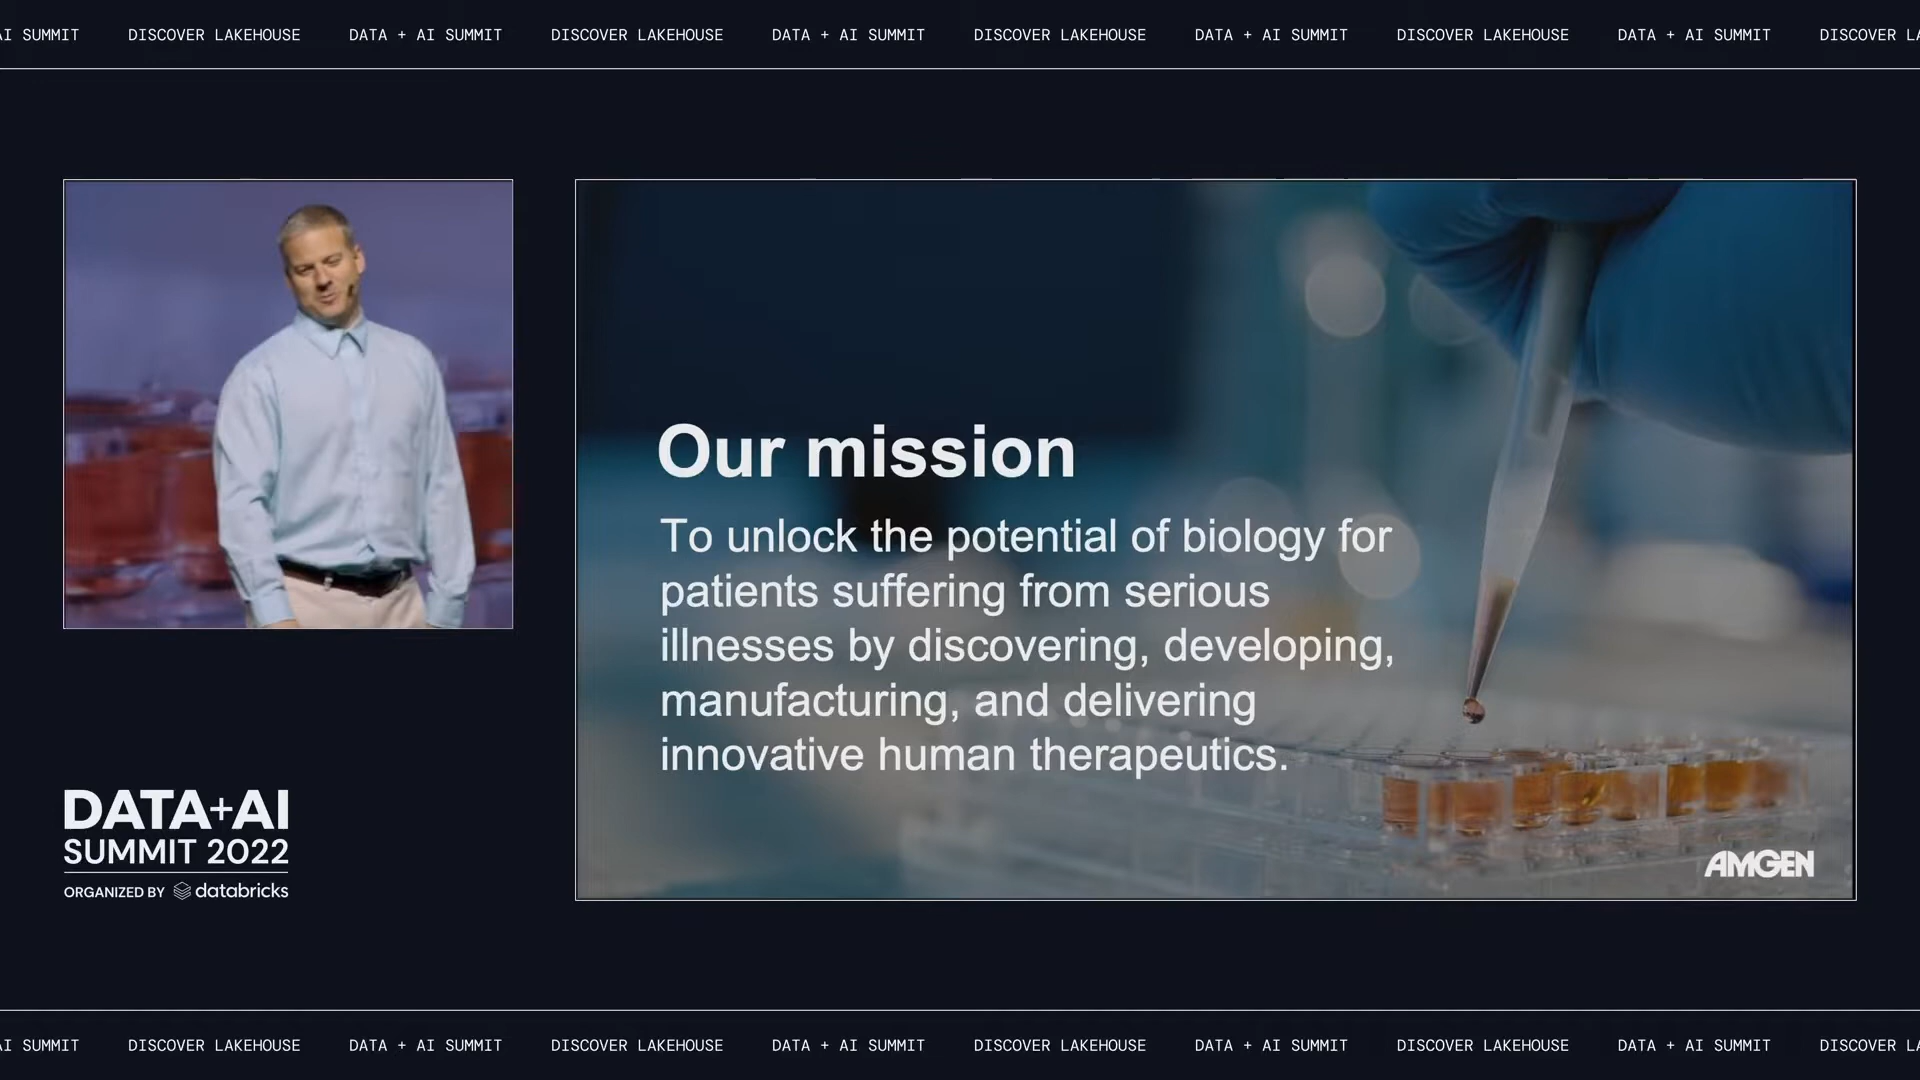 AI SUMMIT DISCOVER LAKEHOUSE DATA + AI SUMMIT DISCOVER LAKEHOUSE DATA + AI SUMMIT DISCOVER LAKEHOUSE DATA + AI SUMMIT DISCOVER LAKEHOUSE DATA + AI SUMMIT DISCOVER
Our mission
To unlock the potential of biology for
patients suffering from serious
illnesses by discovering, developing,
manufacturing, and delivering
innovative human therapeutics.
AMGEN
DATA+AI
SUMMIT 2022
ORGANIZED BY databricks
AI SUMMIT DISCOVER LAKEHOUSE DATA + AI SUMMIT DISCOVER LAKEHOUSE DATA + AI SUMMIT DISCOVER LAKEHOUSE DATA + AI SUMMIT DISCOVER LAKEHOUSE DATA + AI SUMMIT DISCOVER